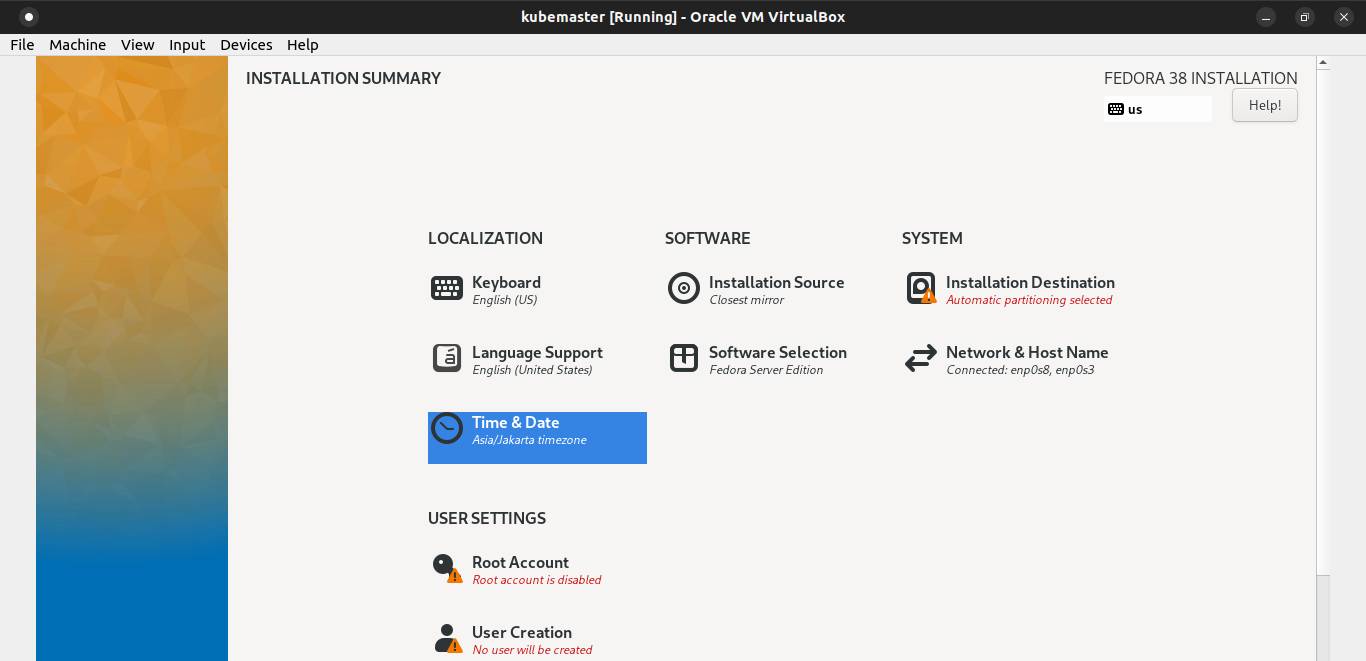 kubemaster [Running] - Oracle VM VirtualBox
File Machine View Input Devices Help
INSTALLATION SUMMARY
FEDORA 38 INSTALLATION
us
Help!
LOCALIZATION
Keyboard
English (US)
Language Support
English (United States)
Time & Date
Asia/Jakarta timezone
SOFTWARE
Installation Source
Closest mirror
Software Selection
Fedora Server Edition
SYSTEM
Installation Destination
Automatic partitioning selected
Network & Host Name
Connected: enp0s8, enp0s3
USER SETTINGS
Root Account
Root account is disabled
User Creation
No user will be created